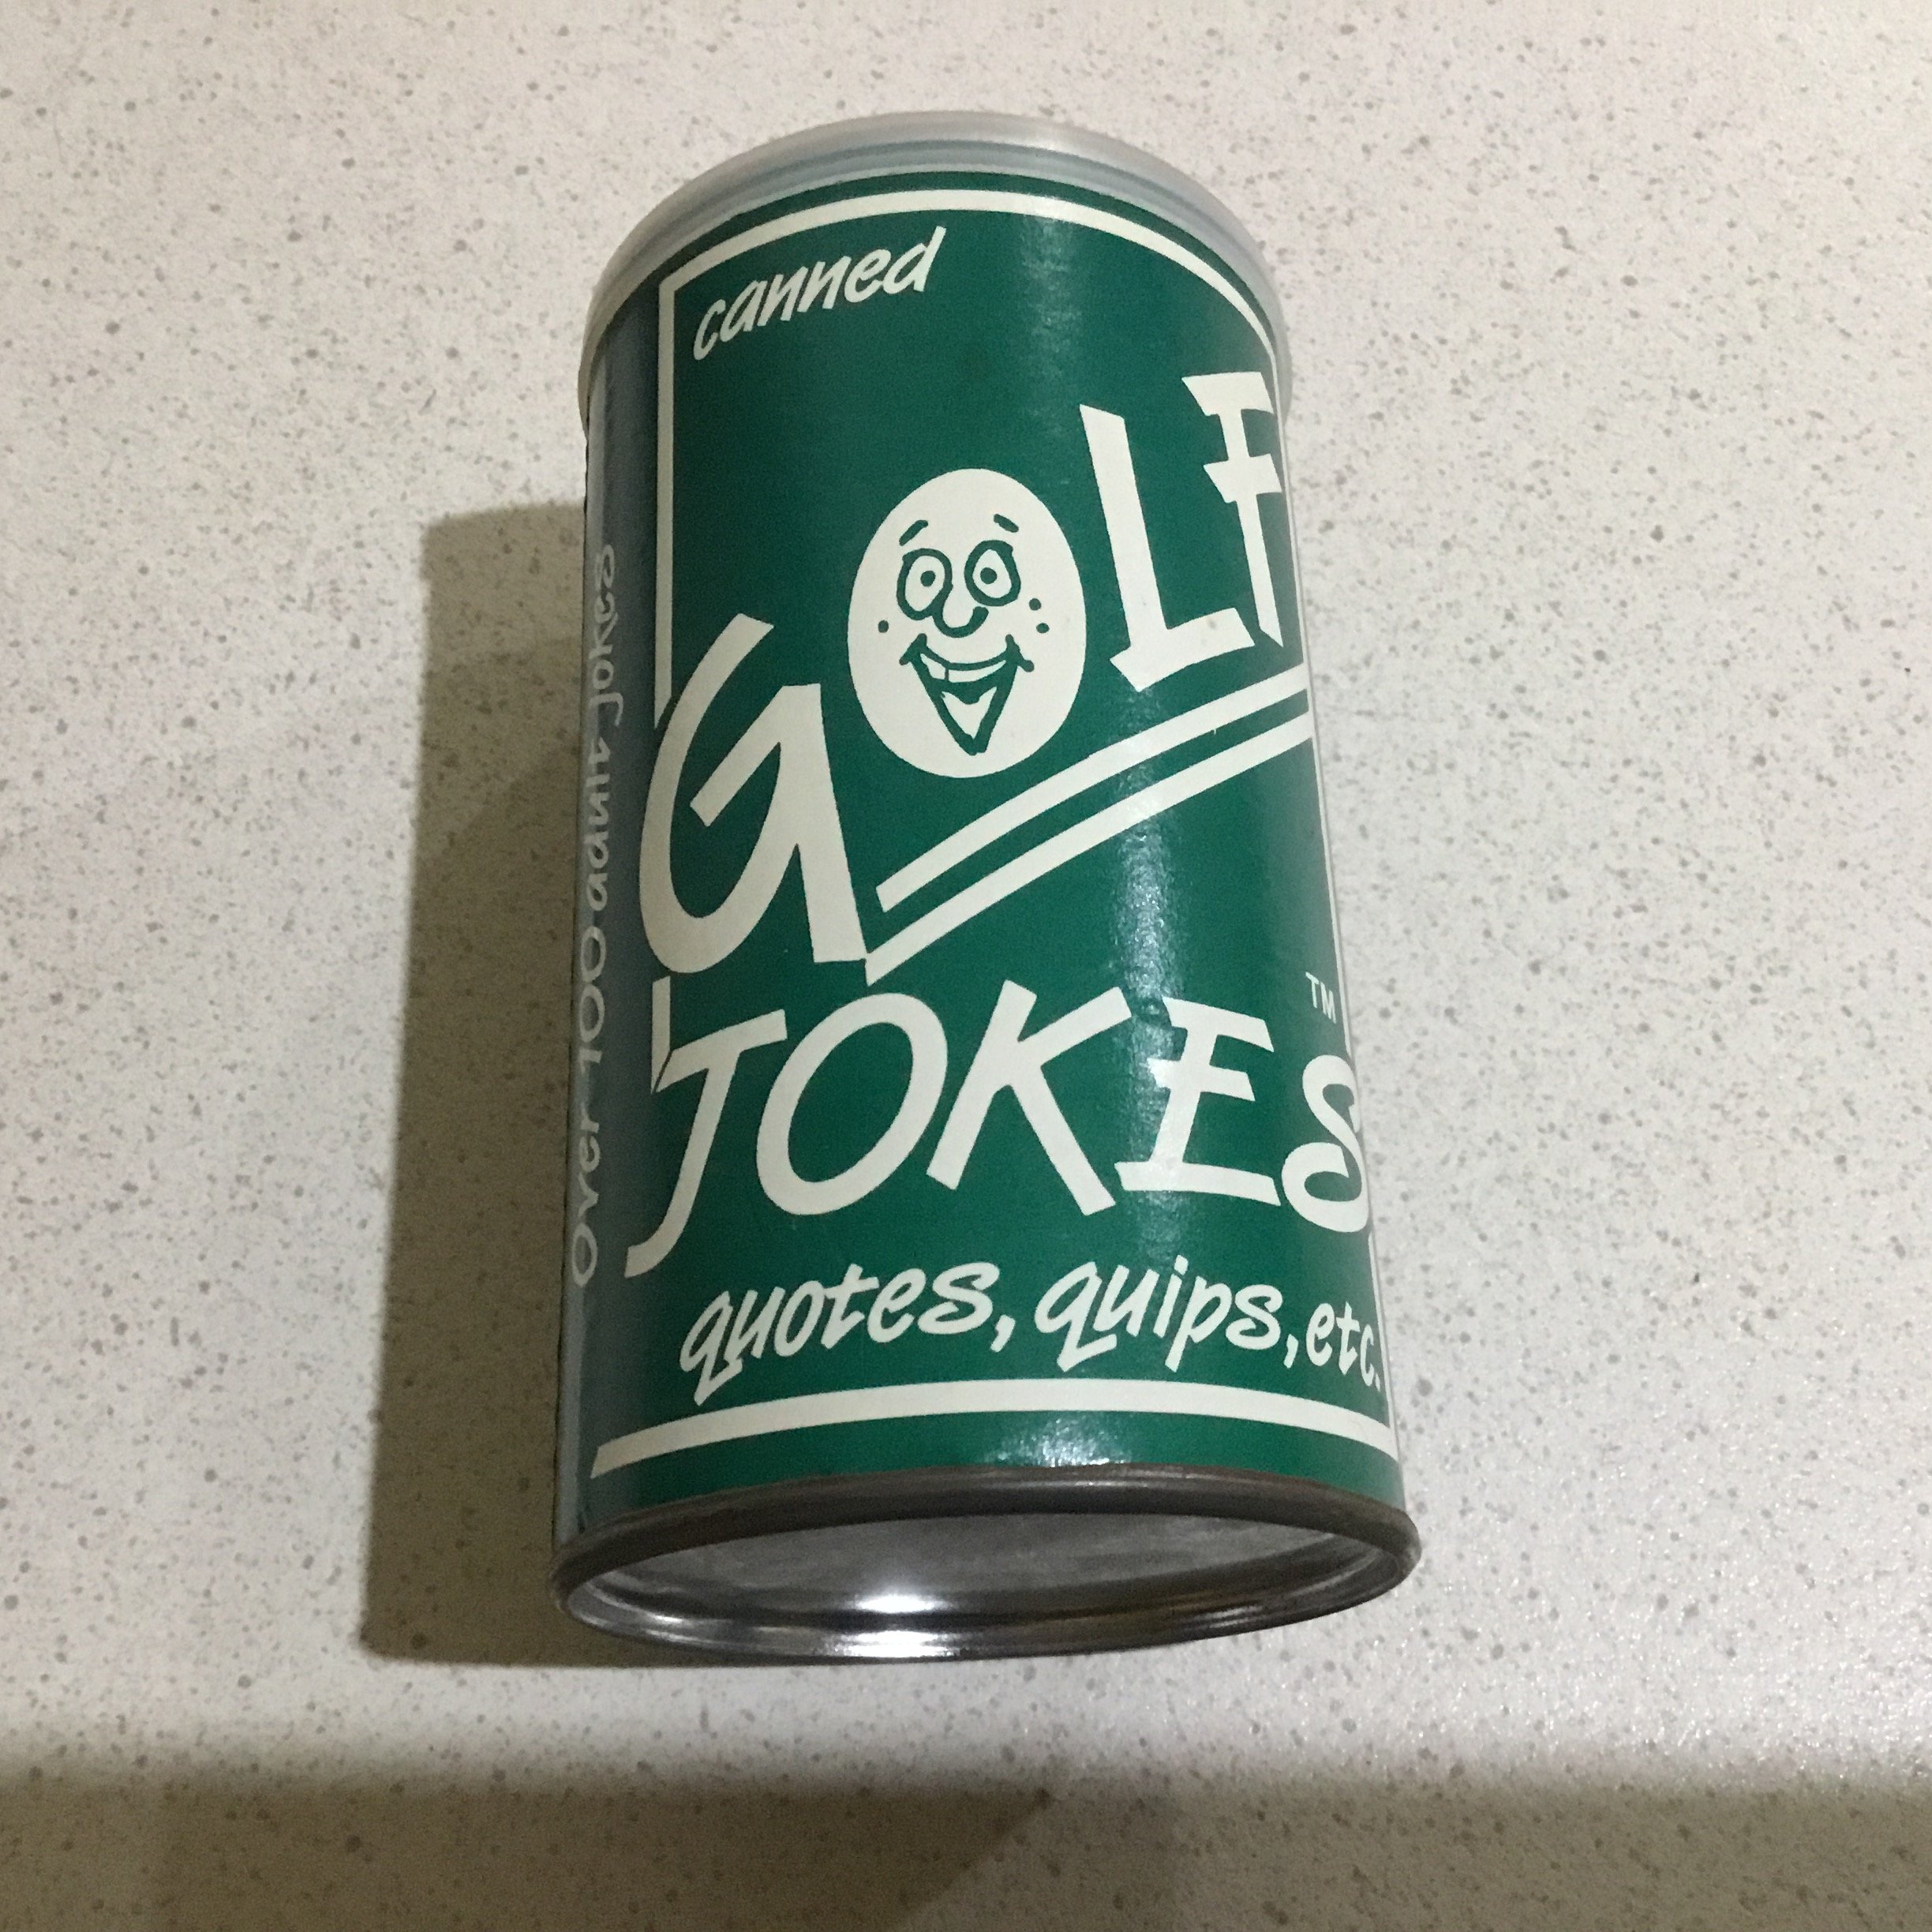 canned
GOLF
JOKES
TM
quotes, quips, etc.
Over 100 adult jokes